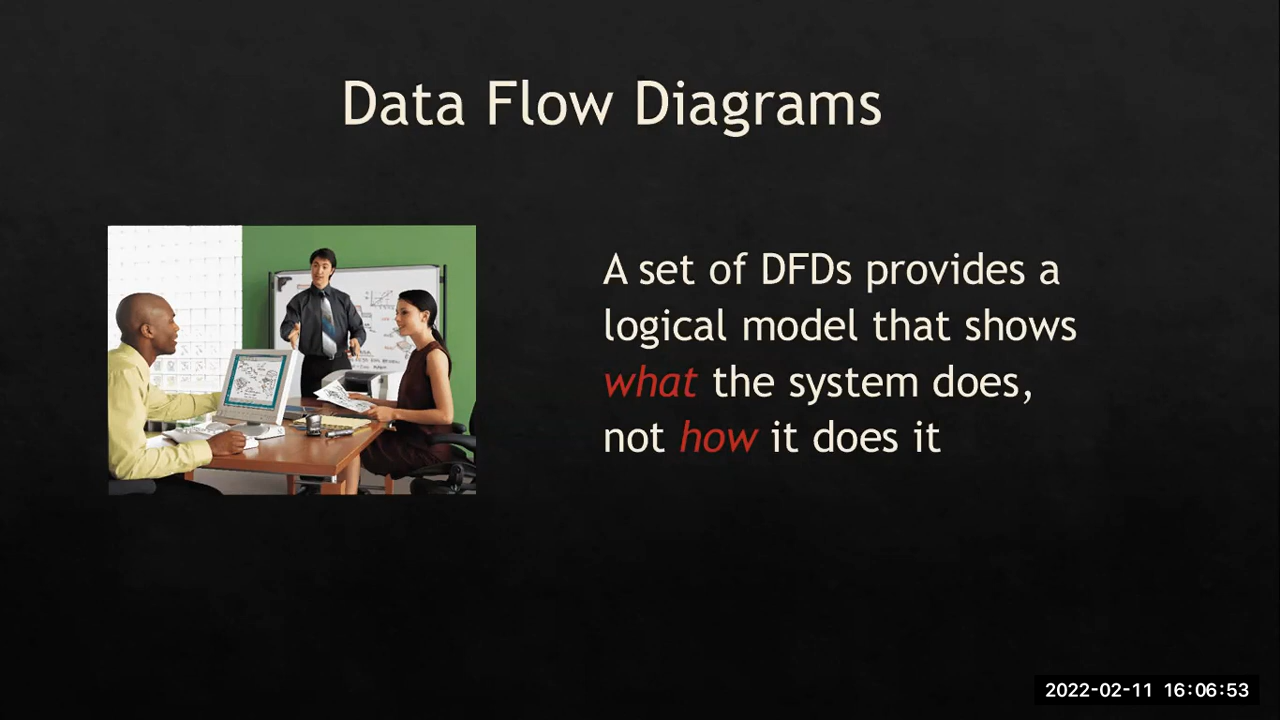 Data Flow Diagrams
A set of DFDs provides a
logical model that shows
what the system does,
not how it does it
2022-02-11 16:06:53